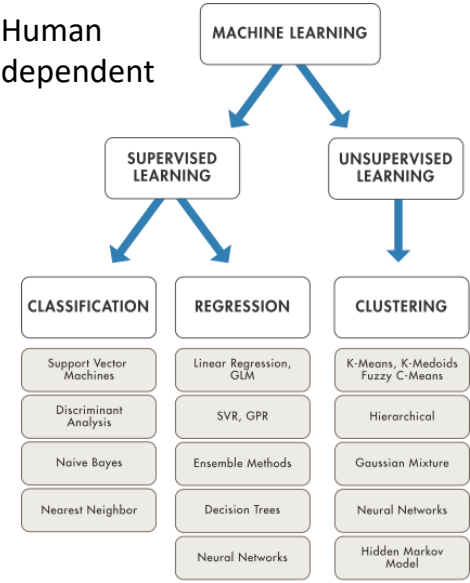 Human
dependent
MACHINE LEARNING
SUPERVISED
LEARNING
UNSUPERVISED
LEARNING
CLASSIFICATION
REGRESSION
CLUSTERING
Support Vector
Machines
Discriminant
Analysis
Naive Bayes
Nearest Neighbor
Linear Regression,
GLM
SVR, GPR
Ensemble Methods
Decision Trees
Neural Networks
K-Means, K-Medoids
Fuzzy C-Means
Hierarchical
Gaussian Mixture
Neural Networks
Hidden Markov
Model